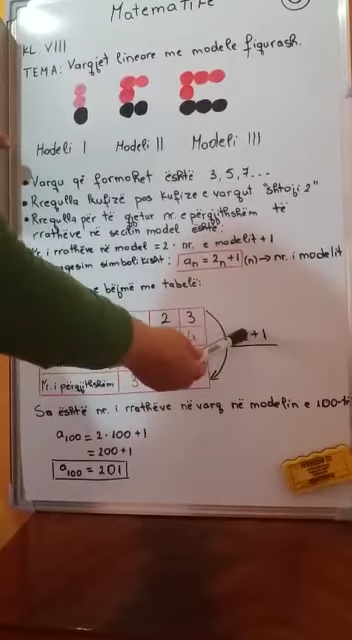 Matematikë
KL. VIII
TEMA: Vargjet lineare me modele figurash.
Modeli I Modeli II Modeli III
• Vargu që formohet është 3, 5, 7...
• Rregulla kufizë pas kufize e vargut "shtoji 2"
• Rregulla për të gjetur nr. e përgjithshëm të
rrathëve në secilin model është:
Nr. i rrathëve në model = 2 · nr. e modelit + 1
simbolikisht: an = 2n+1 (n) → nr. i modelit
e bëjmë me tabelë:
2 3
+1
Nr. i përgjithshëm 3
Sa është nr. i rrathëve në varg në modelin e 100-të
a100 = 2 · 100 + 1
= 200 + 1
a100 = 201